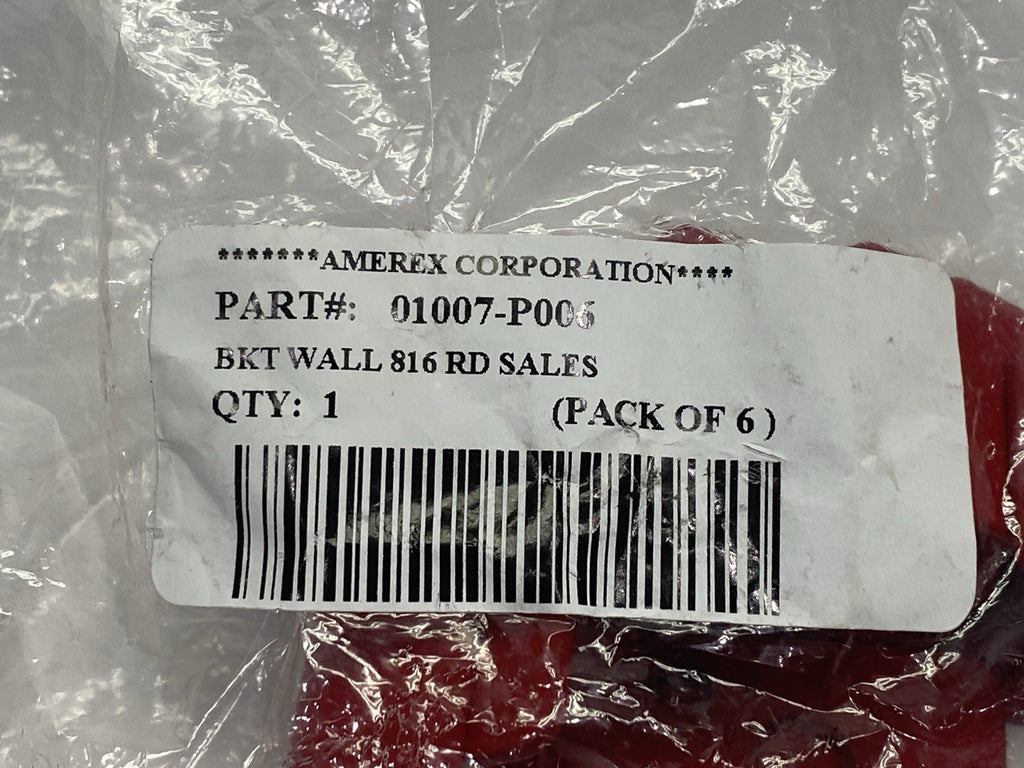 *******AMEREX CORPORATION****
PART#: 01007-P006
BKT WALL 816 RD SALES
QTY: 1 (PACK OF 6 )